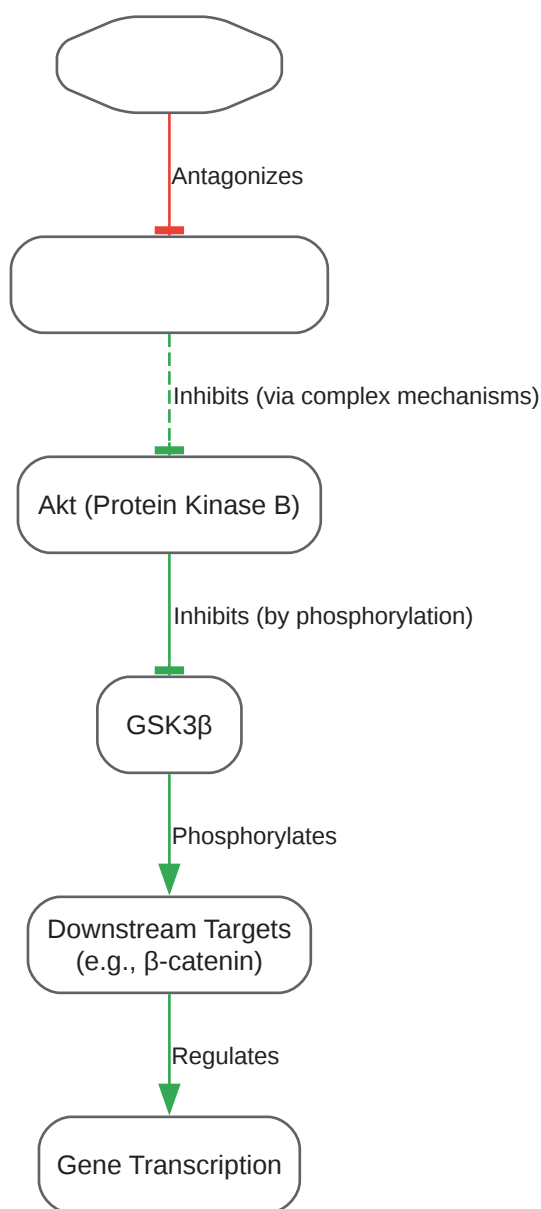 Antagonizes
Inhibits (via complex mechanisms)
Akt (Protein Kinase B)
Inhibits (by phosphorylation)
GSK3β
Phosphorylates
Downstream Targets
(e.g., β-catenin)
Regulates
Gene Transcription